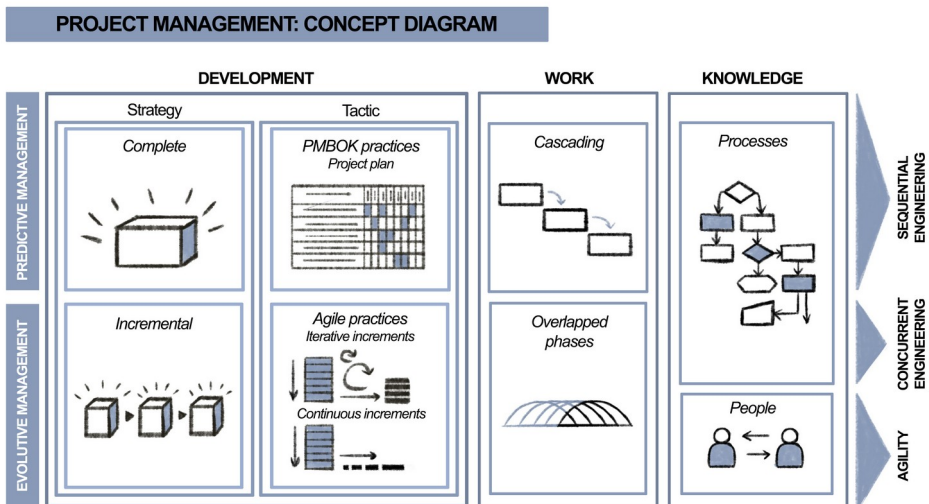 PROJECT MANAGEMENT: CONCEPT DIAGRAM
DEVELOPMENT
WORK
KNOWLEDGE
PREDICTIVE MANAGEMENT
Strategy
Tactic
Complete
PMBOK practices
Project plan
Cascading
Processes
SEQUENTIAL
ENGINEERING
EVOLUTIVE MANAGEMENT
Incremental
Agile practices
Iterative increments
Continuous increments
Overlapped
phases
CONCURRENT
ENGINEERING
People
AGILITY